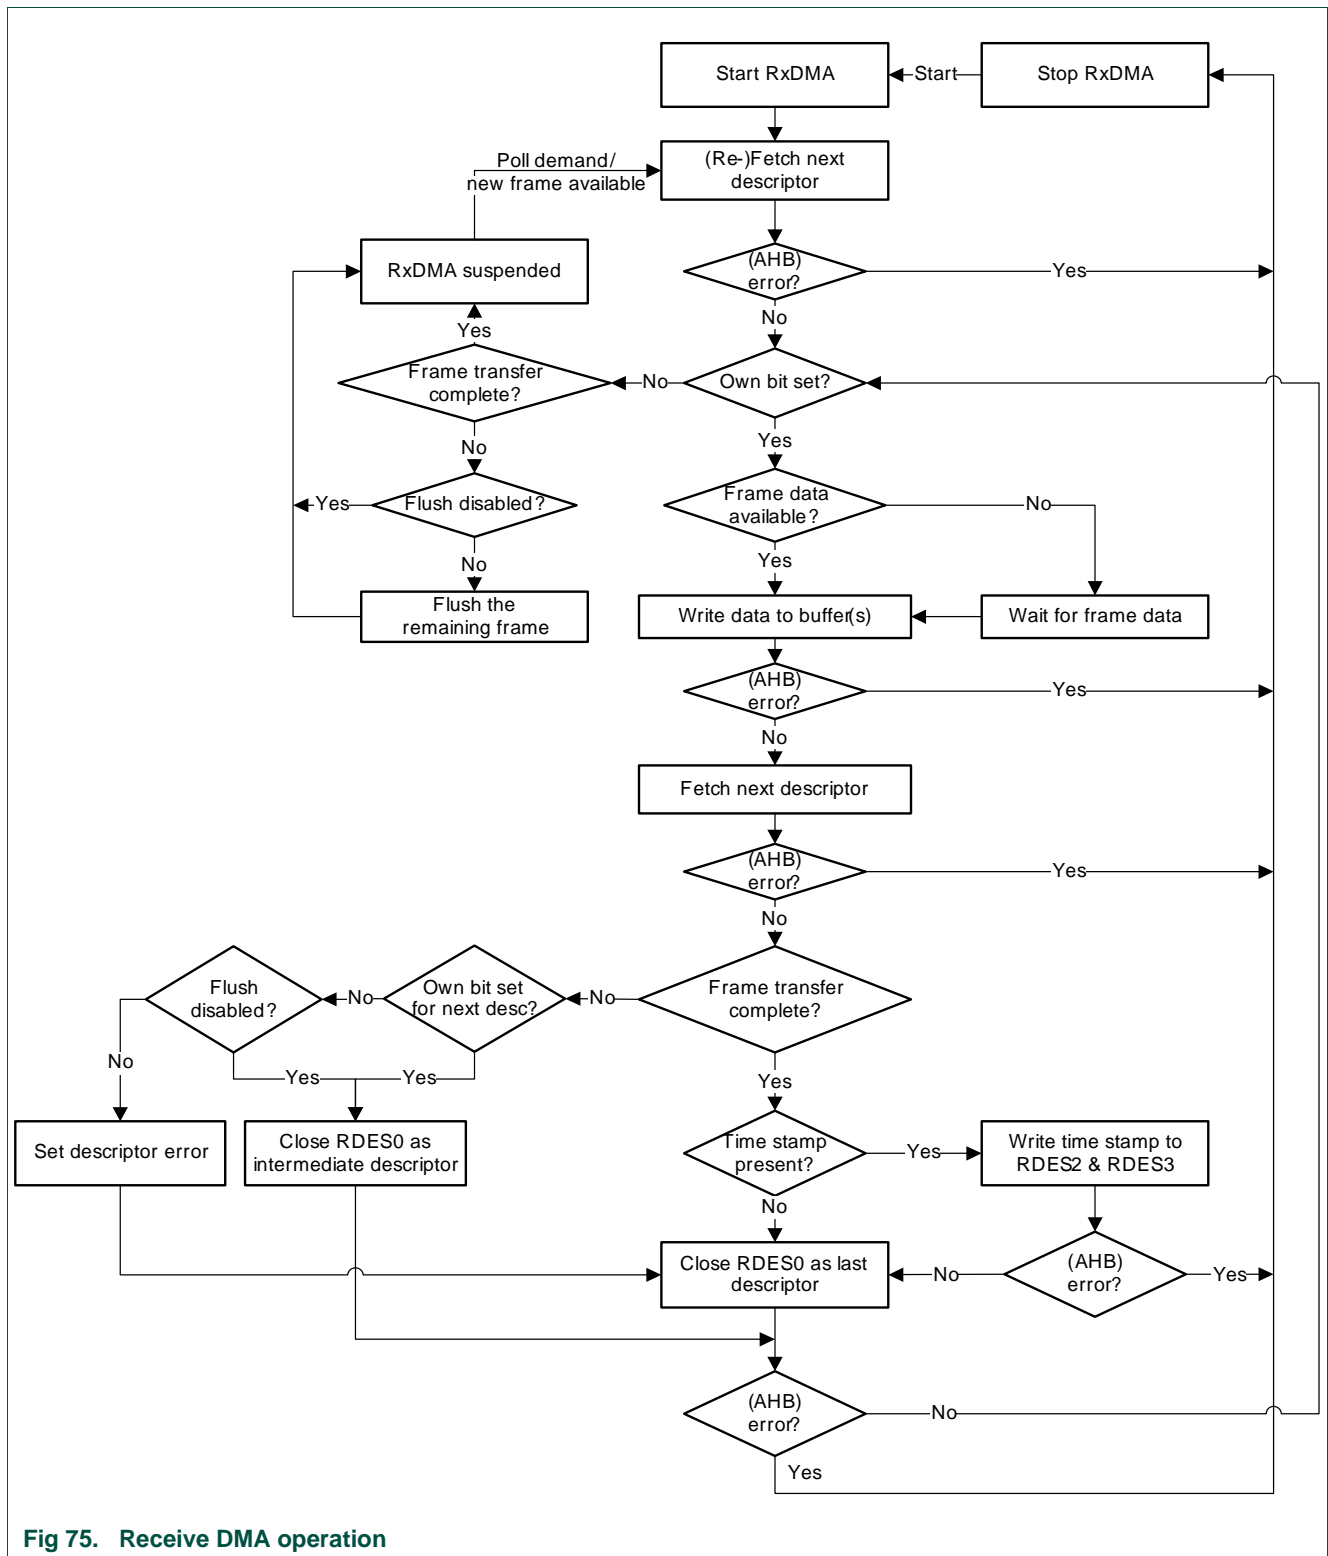 Start RxDMA
Start
Stop RxDMA
Poll demand/
new frame available
(Re-)Fetch next
descriptor
RxDMA suspended
(AHB)
error?
Yes
No
Yes
Frame transfer
complete?
No
Own bit set?
No
Yes
Yes
Flush disabled?
Frame data
available?
No
No
Yes
Flush the
remaining frame
Write data to buffer(s)
Wait for frame data
(AHB)
error?
Yes
No
Fetch next descriptor
(AHB)
error?
Yes
No
Flush
disabled?
No
Own bit set
for next desc?
No
Frame transfer
complete?
No
Yes
Yes
Yes
Set descriptor error
Close RDES0 as
intermediate descriptor
Time stamp
present?
Yes
Write time stamp to
RDES2 & RDES3
No
Close RDES0 as last
descriptor
No
(AHB)
error?
Yes
(AHB)
error?
No
Yes
Fig 75. Receive DMA operation